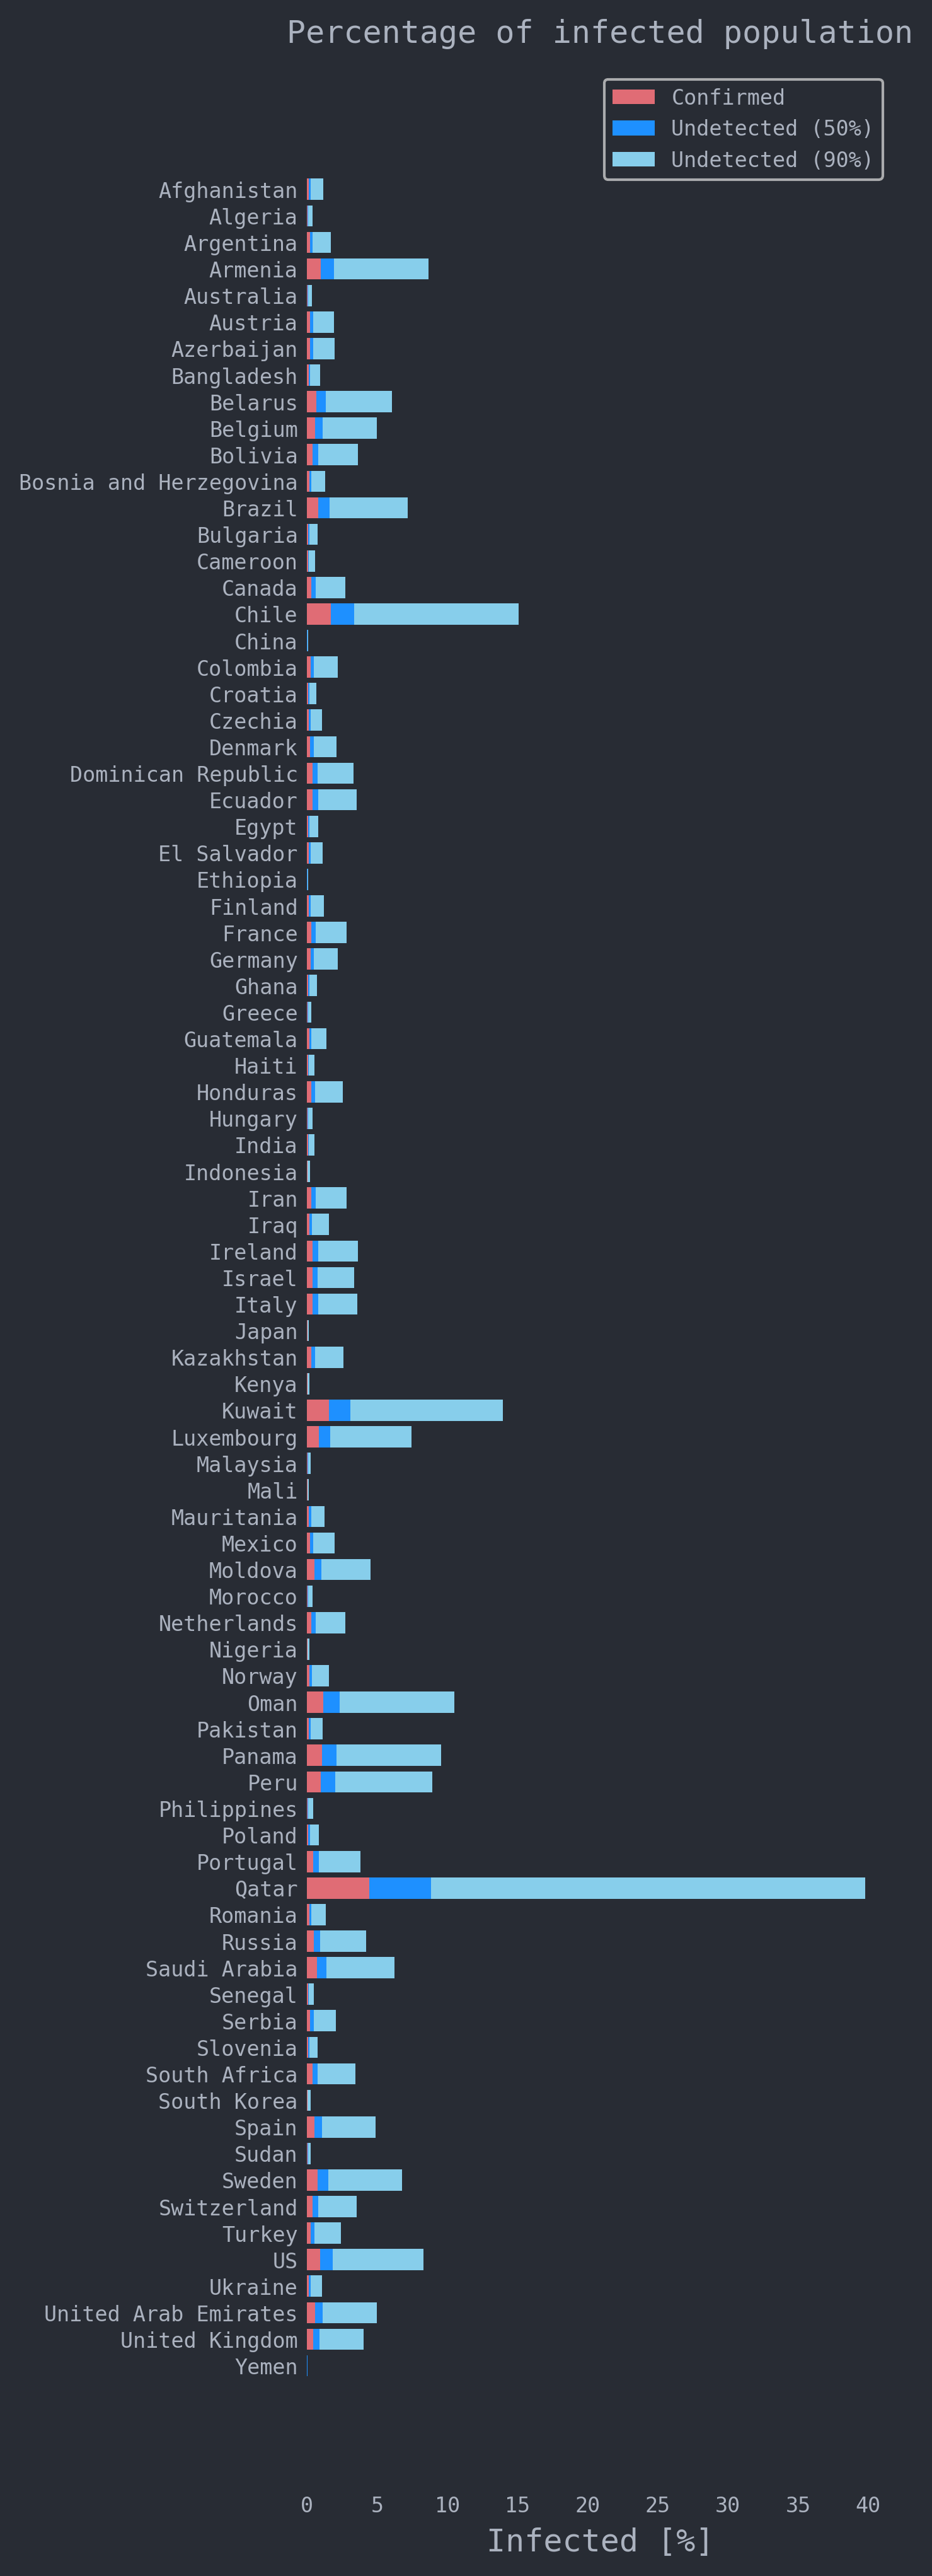 Percentage of infected population
Confirmed
Undetected (50%)
Undetected (90%)
Afghanistan
Algeria
Argentina
Armenia
Australia
Austria
Azerbaijan
Bangladesh
Belarus
Belgium
Bolivia
Bosnia and Herzegovina
Brazil
Bulgaria
Cameroon
Canada
Chile
China
Colombia
Croatia
Czechia
Denmark
Dominican Republic
Ecuador
Egypt
El Salvador
Ethiopia
Finland
France
Germany
Ghana
Greece
Guatemala
Haiti
Honduras
Hungary
India
Indonesia
Iran
Iraq
Ireland
Israel
Italy
Japan
Kazakhstan
Kenya
Kuwait
Luxembourg
Malaysia
Mali
Mauritania
Mexico
Moldova
Morocco
Netherlands
Nigeria
Norway
Oman
Pakistan
Panama
Peru
Philippines
Poland
Portugal
Qatar
Romania
Russia
Saudi Arabia
Senegal
Serbia
Slovenia
South Africa
South Korea
Spain
Sudan
Sweden
Switzerland
Turkey
US
Ukraine
United Arab Emirates
United Kingdom
Yemen
0 5 10 15 20 25 30 35 40
Infected [%]